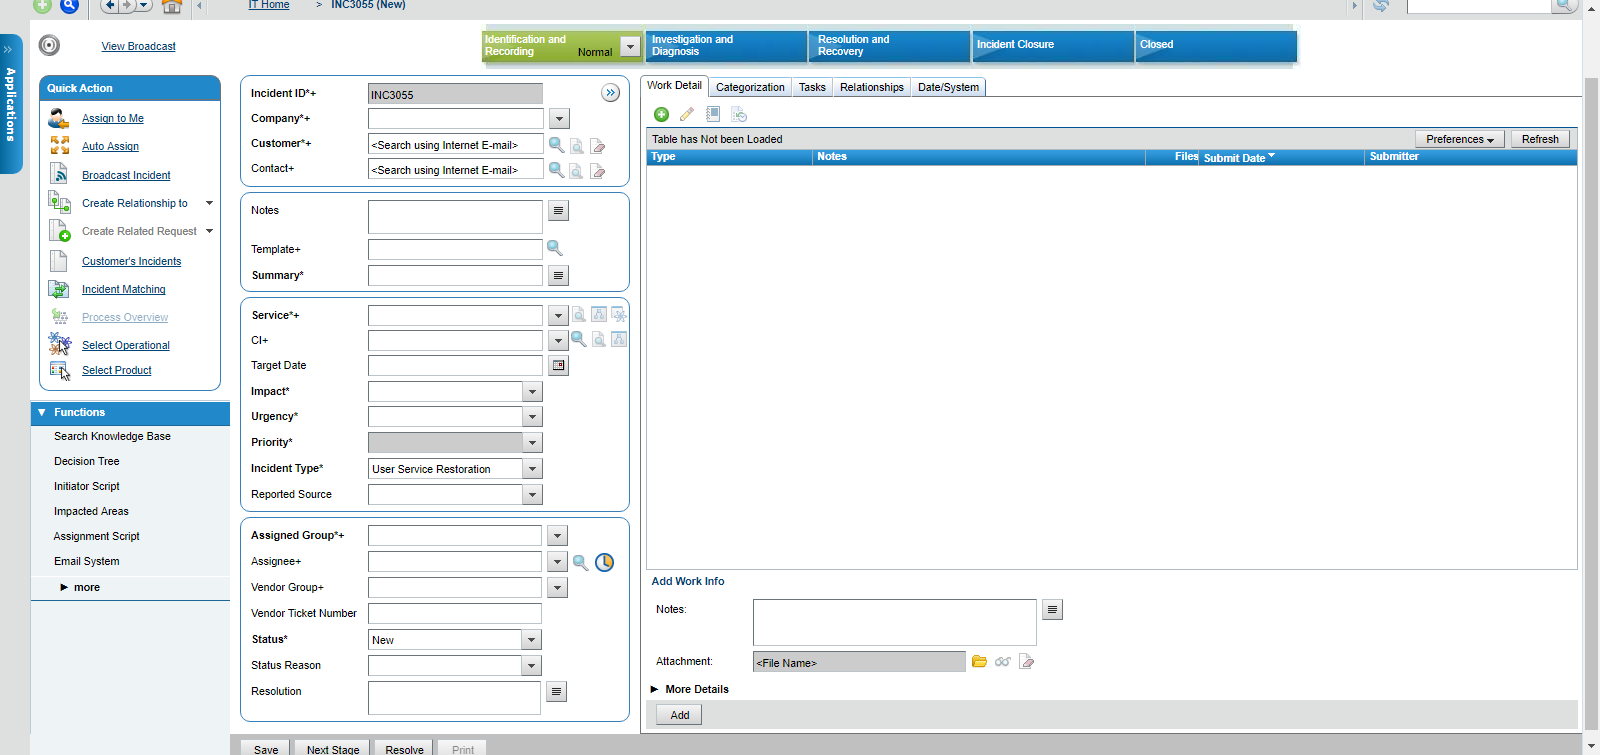 IT Home > INC3055 (New)
Applications
View Broadcast
Identification and
Recording
Normal
Investigation and
Diagnosis
Resolution and
Recovery
Incident Closure
Closed
Quick Action
Assign to Me
Auto Assign
Broadcast Incident
Create Relationship to
Create Related Request
Customer's Incidents
Incident Matching
Process Overview
Select Operational
Select Product
Functions
Search Knowledge Base
Decision Tree
Initiator Script
Impacted Areas
Assignment Script
Email System
more
Incident ID*+ INC3055
Company*+
Customer*+ <Search using Internet E-mail>
Contact+ <Search using Internet E-mail>
Notes
Template+
Summary*
Service*+
CI+
Target Date
Impact*
Urgency*
Priority*
Incident Type* User Service Restoration
Reported Source
Assigned Group*+
Assignee+
Vendor Group+
Vendor Ticket Number
Status* New
Status Reason
Resolution
Work Detail Categorization Tasks Relationships Date/System
Table has Not been Loaded Preferences Refresh
Type Notes Files Submit Date Submitter
Add Work Info
Notes:
Attachment: <File Name>
More Details
Add
Save Next Stage Resolve Print